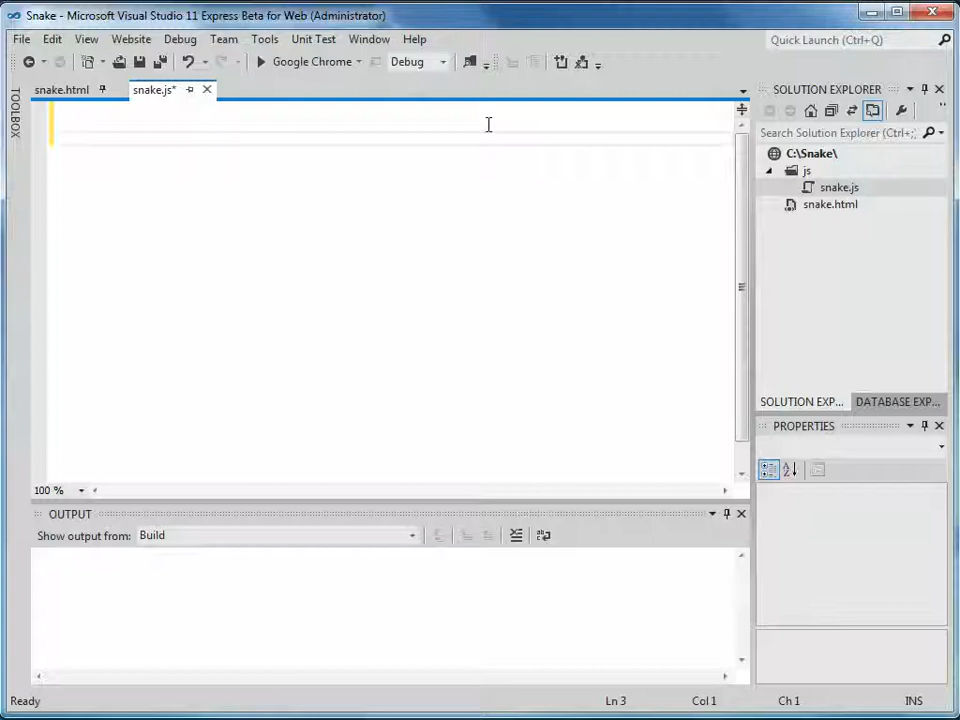 Snake - Microsoft Visual Studio 11 Express Beta for Web (Administrator)
File Edit View Website Debug Team Tools Unit Test Window Help
Quick Launch (Ctrl+Q)
Google Chrome Debug
TOOLBOX
snake.html snake.js*
SOLUTION EXPLORER
Search Solution Explorer (Ctrl+;
C:\Snake\
js
snake.js
snake.html
SOLUTION EXP... DATABASE EXP...
PROPERTIES
100 %
OUTPUT
Show output from: Build
Ready Ln 3 Col 1 Ch 1 INS